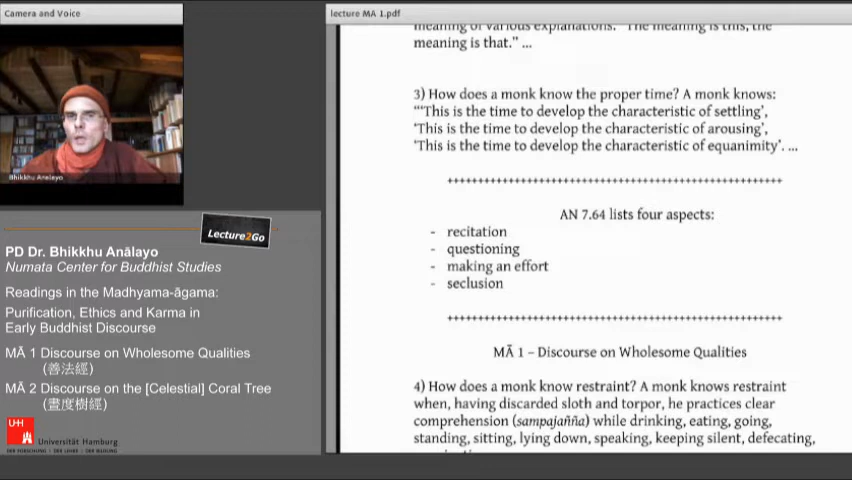 Camera and Voice
Bhikkhu Analayo
Lecture2Go
PD Dr. Bhikkhu Anālayo
Numata Center for Buddhist Studies
Readings in the Madhyama-āgama:
Purification, Ethics and Karma in
Early Buddhist Discourse
MĀ 1 Discourse on Wholesome Qualities
(善法經)
MĀ 2 Discourse on the [Celestial] Coral Tree
(晝度樹經)
UH
Universität Hamburg
DER FORSCHUNG | DER LEHRE | DER BILDUNG
lecture MA 1.pdf
meaning of various explanations. "The meaning is this, the
meaning is that." ...
3) How does a monk know the proper time? A monk knows:
"'This is the time to develop the characteristic of settling',
'This is the time to develop the characteristic of arousing',
'This is the time to develop the characteristic of equanimity'. ...
++++++++++++++++++++++++++++++++++++++++++++++++++++++
AN 7.64 lists four aspects:
- recitation
- questioning
- making an effort
- seclusion
++++++++++++++++++++++++++++++++++++++++++++++++++++++
MĀ 1 – Discourse on Wholesome Qualities
4) How does a monk know restraint? A monk knows restraint
when, having discarded sloth and torpor, he practices clear
comprehension (sampajañña) while drinking, eating, going,
standing, sitting, lying down, speaking, keeping silent, defecating,